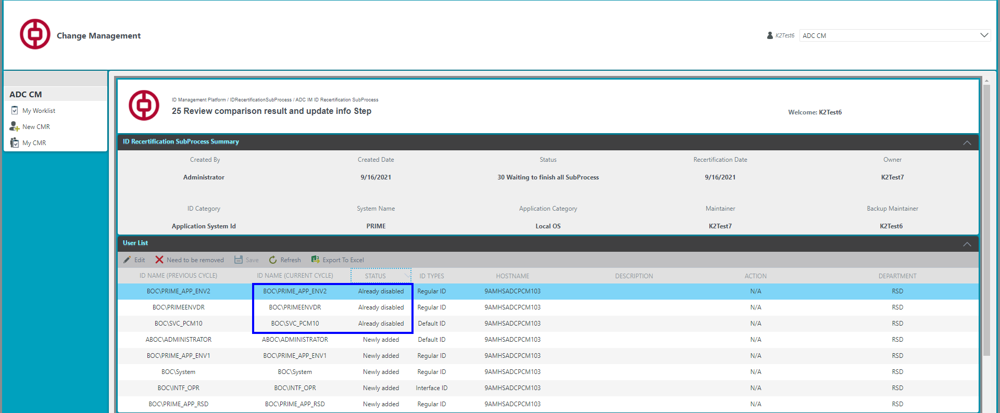 Change Management
K2Test6 ADC CM
ADC CM
My Worklist
New CMR
My CMR
ID Management Platform / IDRecertificationSubProcess / ADC IM ID Recertification SubProcess
25 Review comparison result and update info Step
Welcome: K2Test6
ID Recertification SubProcess Summary
Created By Created Date Status Recertification Date Owner
Administrator 9/16/2021 30 Waiting to finish all SubProcess 9/16/2021 K2Test7
ID Category System Name Application Category Maintainer Backup Maintainer
Application System Id PRIME Local OS K2Test7 K2Test6
User List
Edit Need to be removed Save Refresh Export To Excel
ID NAME (PREVIOUS CYCLE) ID NAME (CURRENT CYCLE) STATUS ID TYPES HOSTNAME DESCRIPTION ACTION DEPARTMENT
BOC\PRIME_APP_ENV2 BOC\PRIME_APP_ENV2 Already disabled Regular ID 9AMHSADCPCM103 N/A RSD
BOC\PRIMEENVDR BOC\PRIMEENVDR Already disabled Regular ID 9AMHSADCPCM103 N/A RSD
BOC\SVC_PCM10 BOC\SVC_PCM10 Already disabled Default ID 9AMHSADCPCM103 N/A RSD
ABOC\ADMINISTRATOR ABOC\ADMINISTRATOR Newly added Default ID 9AMHSADCPCM103 N/A RSD
BOC\PRIME_APP_ENV1 BOC\PRIME_APP_ENV1 Newly added Regular ID 9AMHSADCPCM103 N/A RSD
BOC\System BOC\System Newly added Regular ID 9AMHSADCPCM103 N/A RSD
BOC\INTF_OPR BOC\INTF_OPR Newly added Interface ID 9AMHSADCPCM103 N/A RSD
BOC\PRIME_APP_RSD BOC\PRIME_APP_RSD Newly added Regular ID 9AMHSADCPCM103 N/A RSD